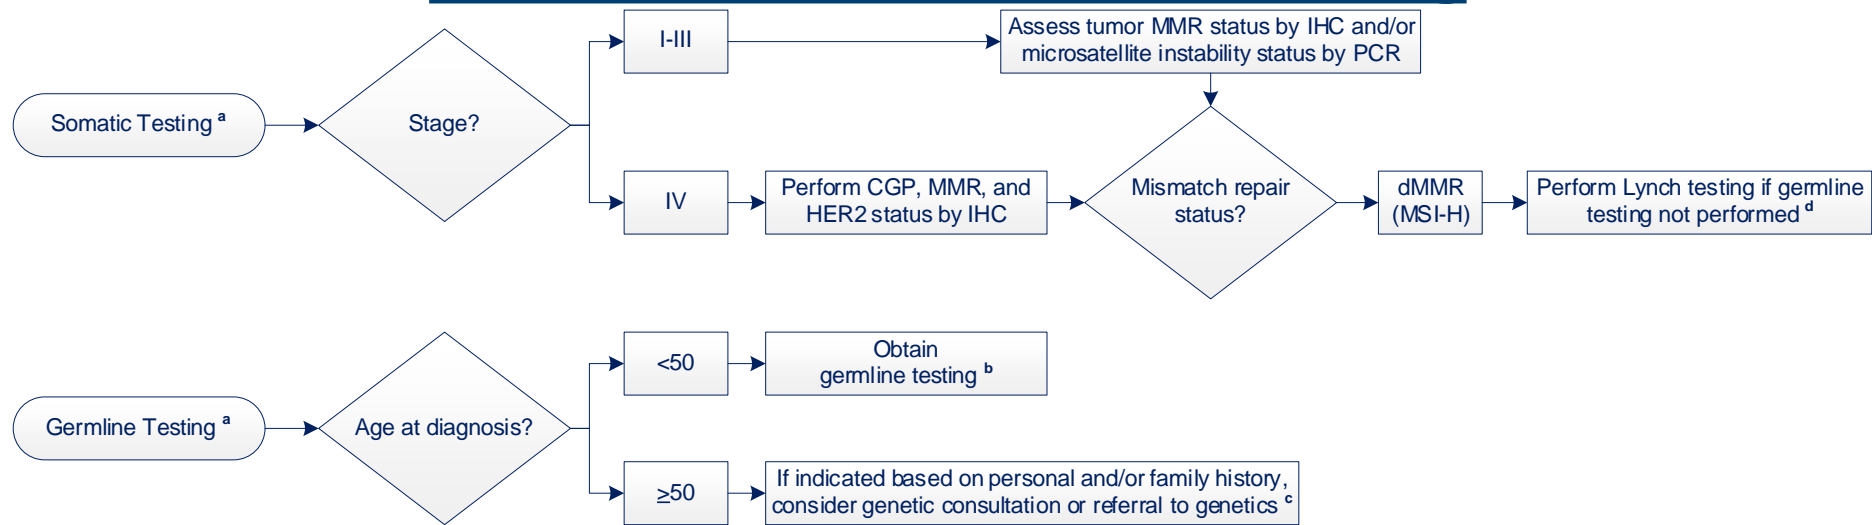 Somatic Testing a
Stage?
I-III
Assess tumor MMR status by IHC and/or
microsatellite instability status by PCR
IV
Perform CGP, MMR, and
HER2 status by IHC
Mismatch repair
status?
dMMR
(MSI-H)
Perform Lynch testing if germline
testing not performed d
Germline Testing a
Age at diagnosis?
<50
Obtain
germline testing b
≥50
If indicated based on personal and/or family history,
consider genetic consultation or referral to genetics c